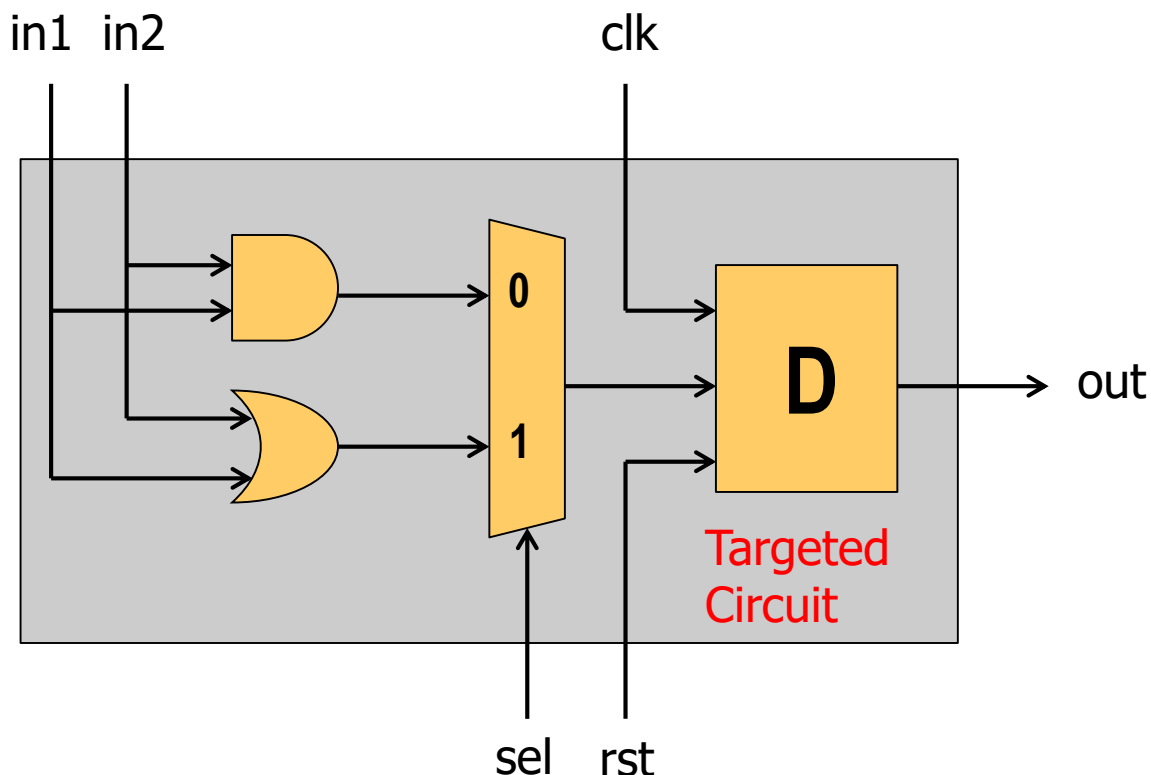 in1 in2 clk
0
1
D
out
Targeted
Circuit
sel rst